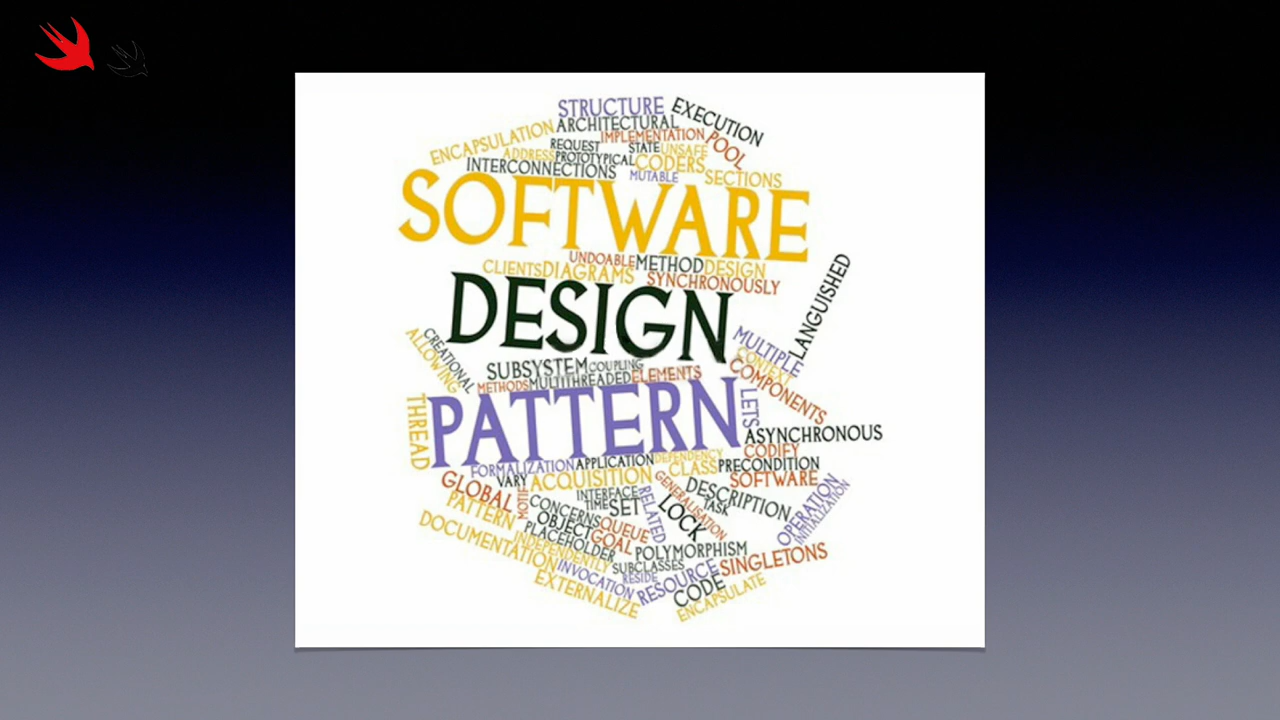 STRUCTURE
EXECUTION
ENCAPSULATION
ARCHITECTURAL
IMPLEMENTATION
POOL
REQUEST
STATE
UNSAFE
ADDRESS
PROTOTYPICAL
CODERS
INTERCONNECTIONS
MUTABLE
SECTIONS
SOFTWARE
UNDOABLE
METHOD
DESIGN
CLIENTS
DIAGRAMS
SYNCHRONOUSLY
LANGUISHED
DESIGN
MULTIPLE
CONTEXT
COMPONENTS
CREATIONAL
ALLOWING
SUBSYSTEM
COUPLING
METHODS
MULTITHREADED
ELEMENTS
THREAD
PATTERN
LETS
ASYNCHRONOUS
CODIFY
FORMALIZATION
APPLICATION
DEPENDENCY
CLASS
PRECONDITION
SOFTWARE
GLOBAL
VARY
ACQUISITION
GENERALISATION
DESCRIPTION
TASK
OPERATION
INITIALIZATION
PATTERN
MOTIF
INTERFACE
TIME
SET
RELATED
LOCK
CONCERNS
QUEUE
OBJECT
GOAL
PLACEHOLDER
DOCUMENTATION
INDEPENDENTLY
POLYMORPHISM
SUBCLASSES
SINGLETONS
INVOCATION
RESIDE
RESOURCE
CODE
EXTERNALIZE
ENCAPSULATE